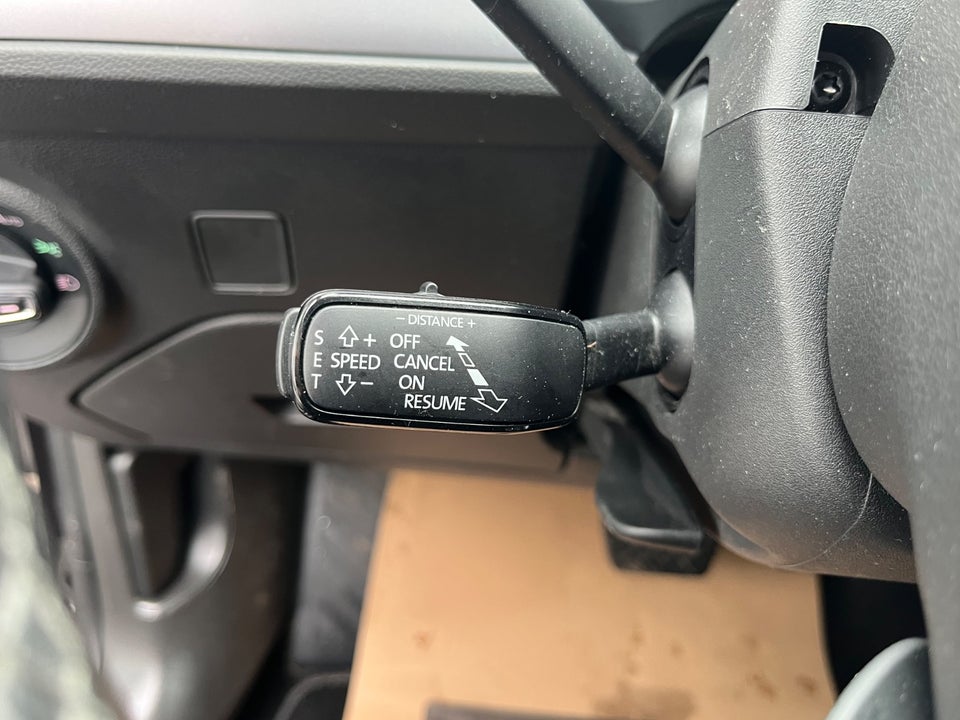 – DISTANCE +
S + OFF
E SPEED CANCEL
T – ON
RESUME